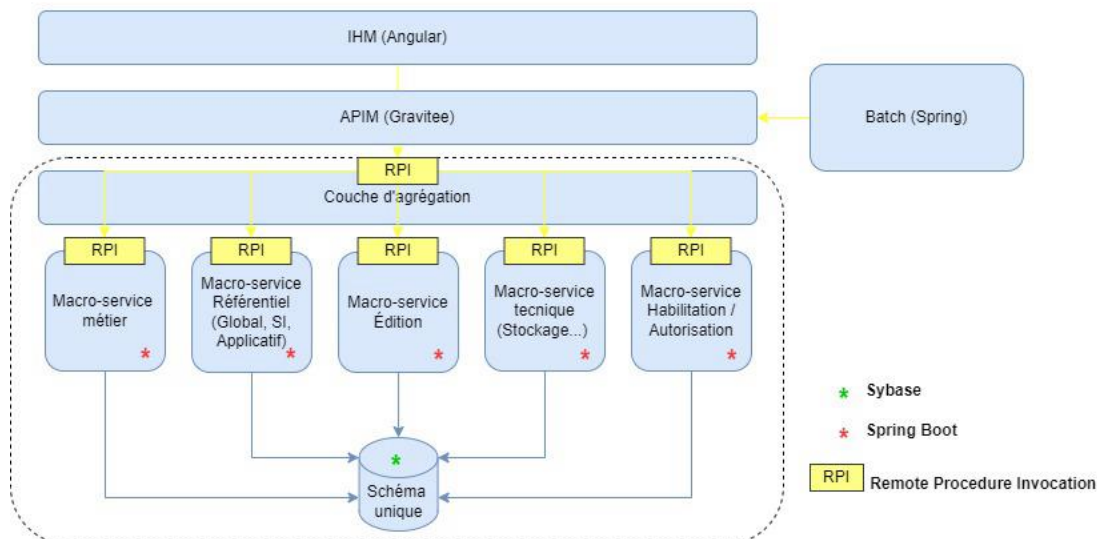 IHM (Angular)
APIM (Gravitee)
Batch (Spring)
RPI
Couche d'agrégation
RPI
RPI
RPI
RPI
RPI
Macro-service
métier
*
Macro-service
Référentiel
(Global, SI,
Applicatif)
*
Macro-service
Édition
*
Macro-service
tecnique
(Stockage...)
*
Macro-service
Habilitation /
Autorisation
*
*
Schéma
unique
* Sybase
* Spring Boot
RPI Remote Procedure Invocation